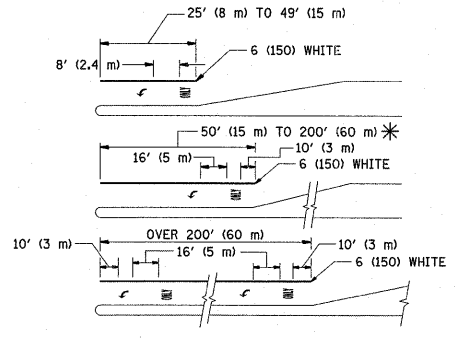 25' (8 m) TO 49' (15 m)
6 (150) WHITE
8' (2.4 m)
ONLY
50' (15 m) TO 200' (60 m) *
16' (5 m)
10' (3 m)
6 (150) WHITE
ONLY
OVER 200' (60 m)
10' (3 m)
16' (5 m)
10' (3 m)
6 (150) WHITE
ONLY
ONLY